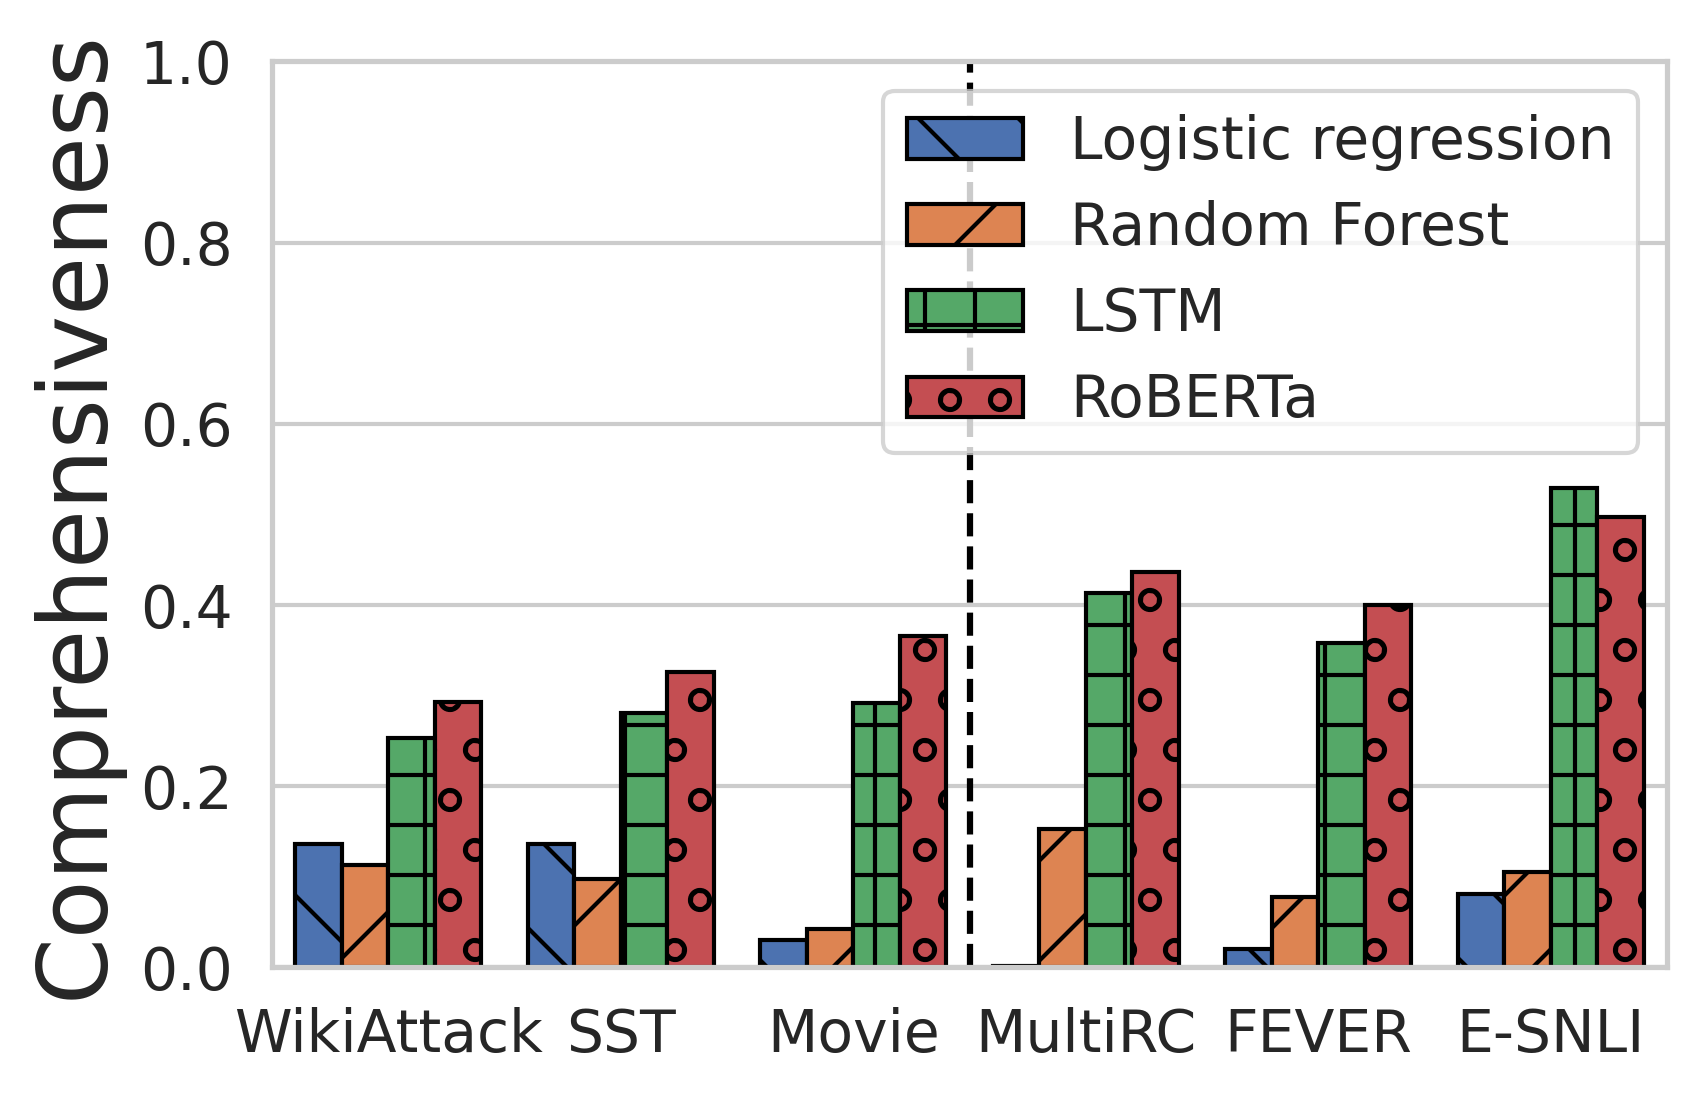 Comprehensiveness
1.0
0.8
0.6
0.4
0.2
0.0
Logistic regression
Random Forest
LSTM
RoBERTa
WikiAttack SST Movie MultiRC FEVER E-SNLI